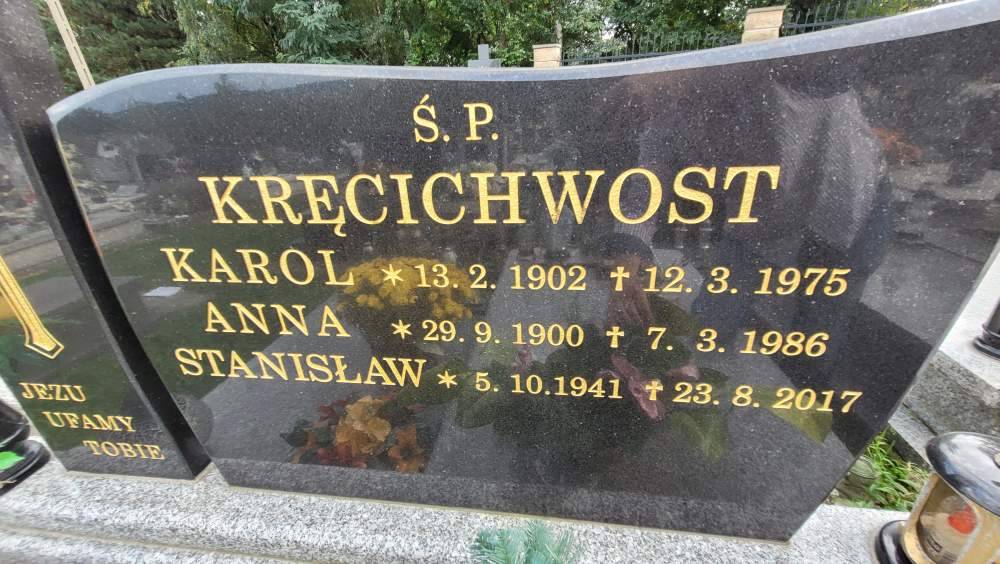 Ś. P.
KRĘCICHWOST
KAROL * 13. 2. 1902 ✝ 12. 3. 1975
ANNA * 29. 9. 1900 ✝ 7. 3. 1986
STANISŁAW * 5. 10. 1941 ✝ 23. 8. 2017
JEZU
UFAMY
TOBIE